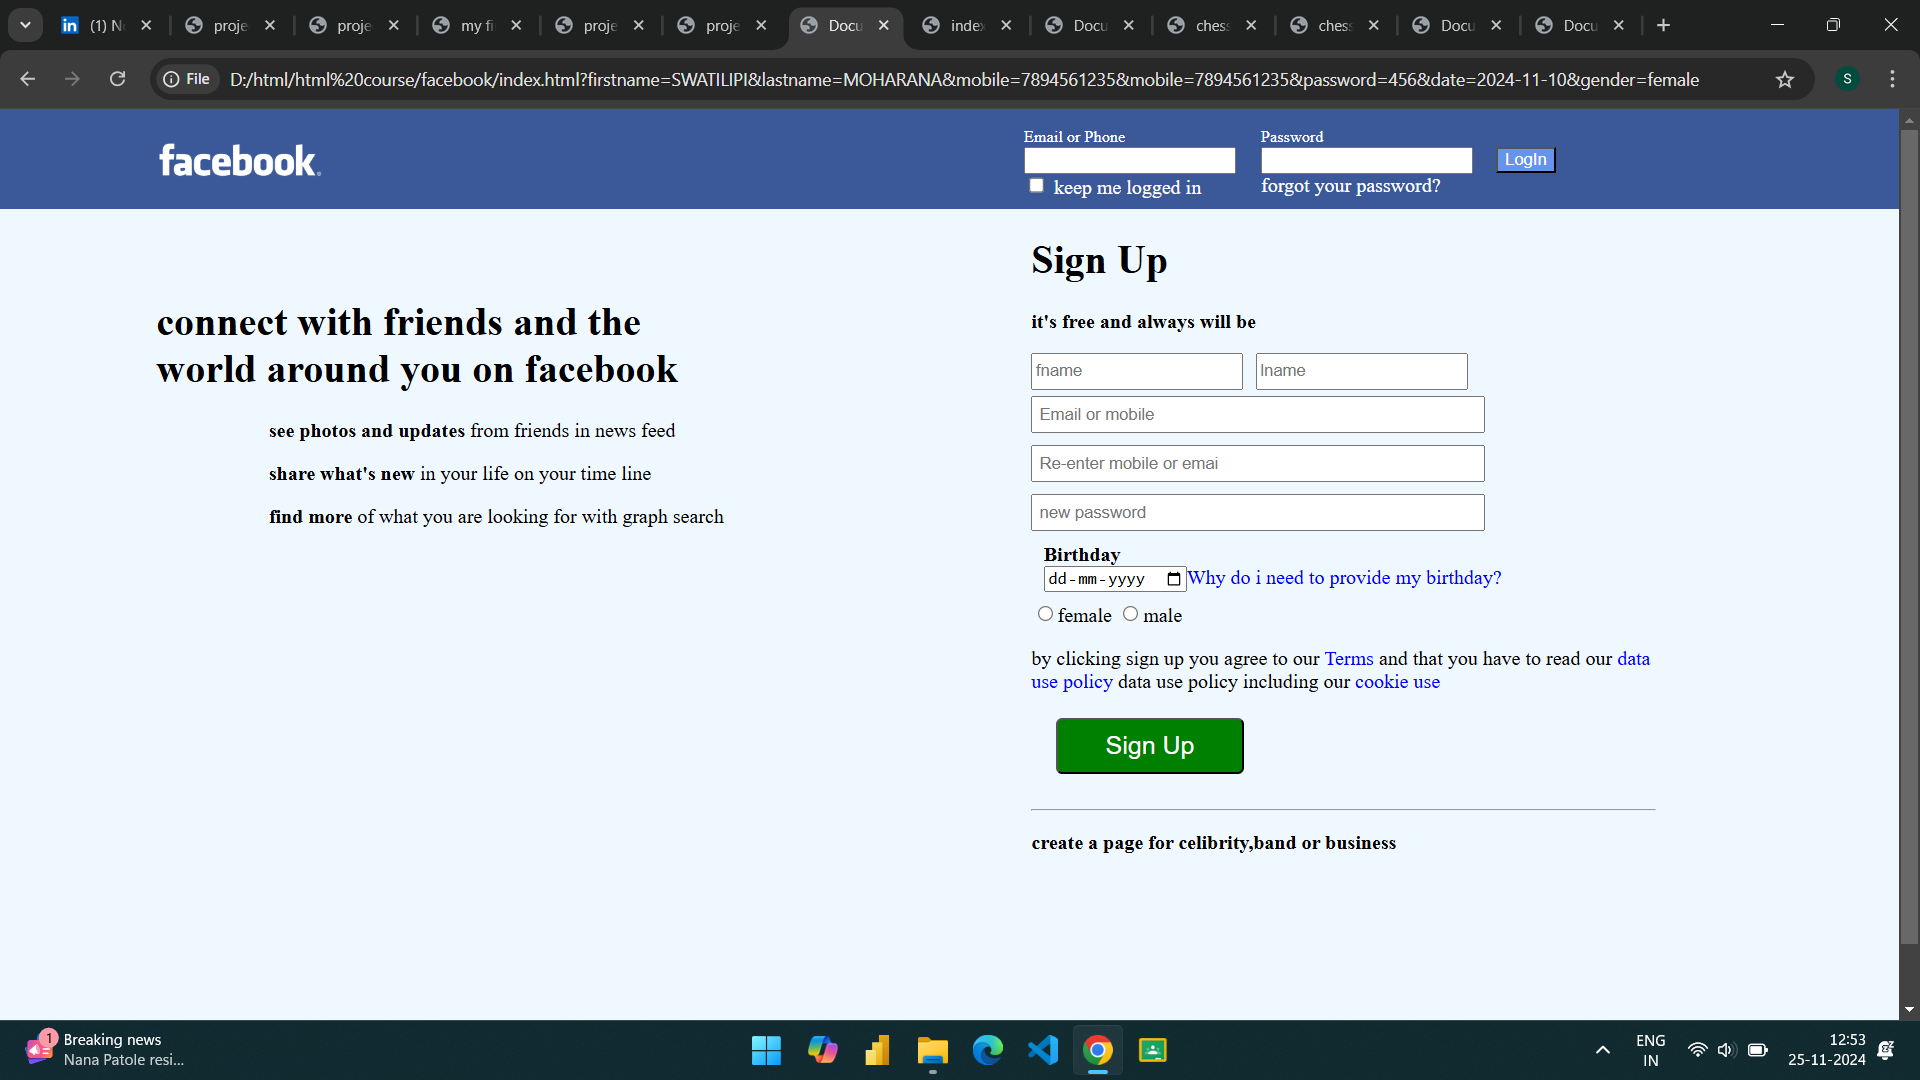 (1) N
proje
proje
my fi
proje
proje
Docu
index
Docu
chess
chess
Docu
Docu
File
D:/html/html%20course/facebook/index.html?firstname=SWATILIPI&lastname=MOHARANA&mobile=7894561235&mobile=7894561235&password=456&date=2024-11-10&gender=female
S
facebook.
Email or Phone
Password
LogIn
keep me logged in
forgot your password?
Sign Up
connect with friends and the
world around you on facebook
it's free and always will be
fname
lname
Email or mobile
see photos and updates from friends in news feed
share what's new in your life on your time line
Re-enter mobile or emai
find more of what you are looking for with graph search
new password
Birthday
dd-mm-yyyy
Why do i need to provide my birthday?
female
male
by clicking sign up you agree to our Terms and that you have to read our data
use policy data use policy including our cookie use
Sign Up
create a page for celibrity,band or business
1
Breaking news
Nana Patole resi...
ENG
IN
12:53
25-11-2024